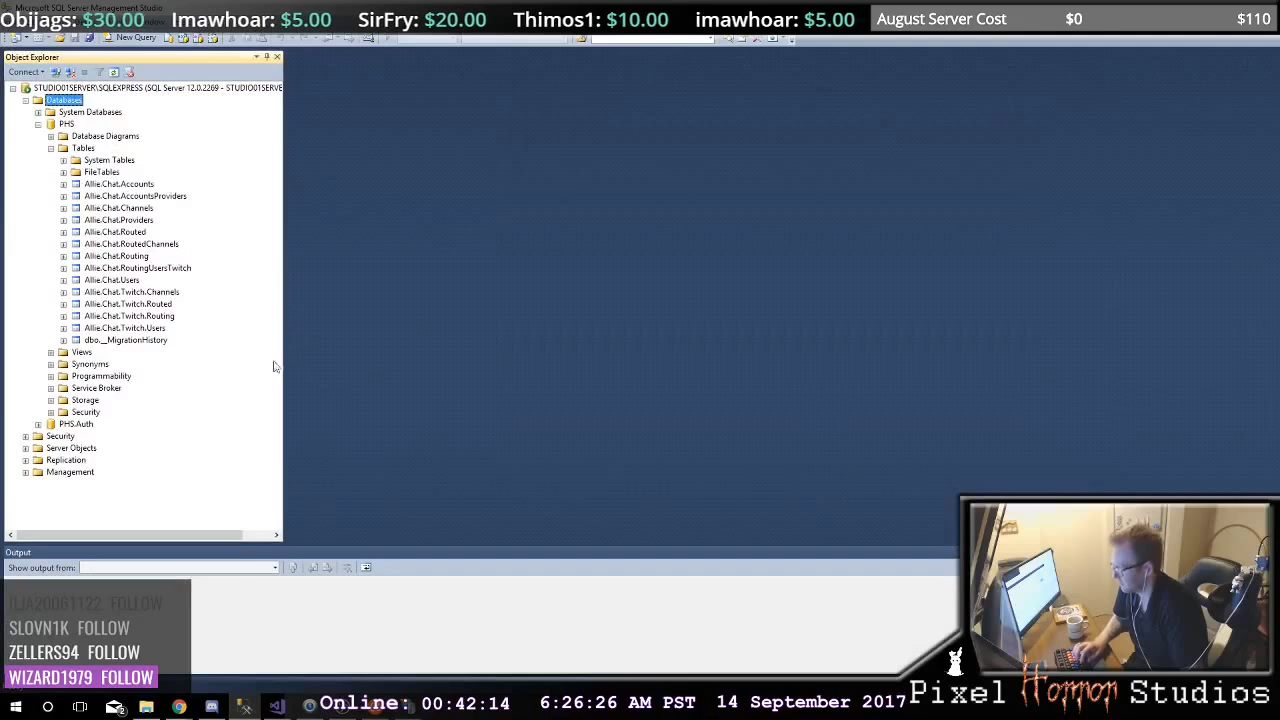 Microsoft SQL Server Management Studio
Objags: $30.00 Imawhoar: $5.00 SirFry: $20.00 Thimos1: $10.00 imawhoar: $5.00
August Server Cost $0 $110
New Query
Object Explorer
Connect
STUDIO01SERVER\SQLEXPRESS (SQL Server 12.0.2269 - STUDIO01SERVE
Databases
System Databases
PHS
Database Diagrams
Tables
System Tables
FileTables
Allie.Chat.Accounts
Allie.Chat.AccountsProviders
Allie.Chat.Channels
Allie.Chat.Providers
Allie.Chat.Routed
Allie.Chat.RoutedChannels
Allie.Chat.Routing
Allie.Chat.RoutingUsersTwitch
Allie.Chat.Users
Allie.Chat.Twitch.Channels
Allie.Chat.Twitch.Routed
Allie.Chat.Twitch.Routing
Allie.Chat.Twitch.Users
dbo.__MigrationHistory
Views
Synonyms
Programmability
Service Broker
Storage
Security
PHS.Auth
Security
Server Objects
Replication
Management
Output
Show output from:
SLOVN1K FOLLOW
ZELLERS94 FOLLOW
WIZARD1979 FOLLOW
Online: 00:42:14 6:26:26 AM PST 14 September 2017
Pixel Horror Studios